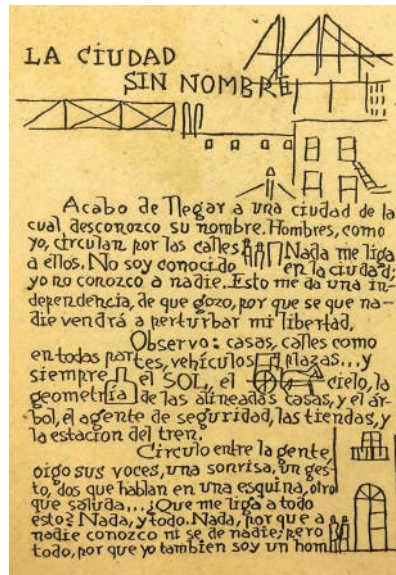 LA CIUDAD
SIN NOMBRE
Acabo de llegar a una ciudad de la
cual desconozco su nombre. Hombres, como
yo, circulan por las calles Nada me liga
a ellos. No soy conocido en la ciudad;
yo no conozco a nadie. Esto me da una in-
dependencia, de que gozo, por que se que na-
die vendrá a perturbar mi libertad.
Observo: casas, calles como
en todas partes, vehículos plazas... y
siempre el SOL, el cielo, la
geometría de las alineadas casas, y el ár-
bol, el agente de seguridad, las tiendas, y
la estacion del tren.
Circulo entre la gente
oigo sus voces, una sonrisa, un ges-
to, dos que hablan en una esquina, otro
que saluda... ¿Que me liga a todo
esto? Nada, y todo. Nada, por que a
nadie conozco ni se de nadie; pero
todo, por que yo tambien soy un hom